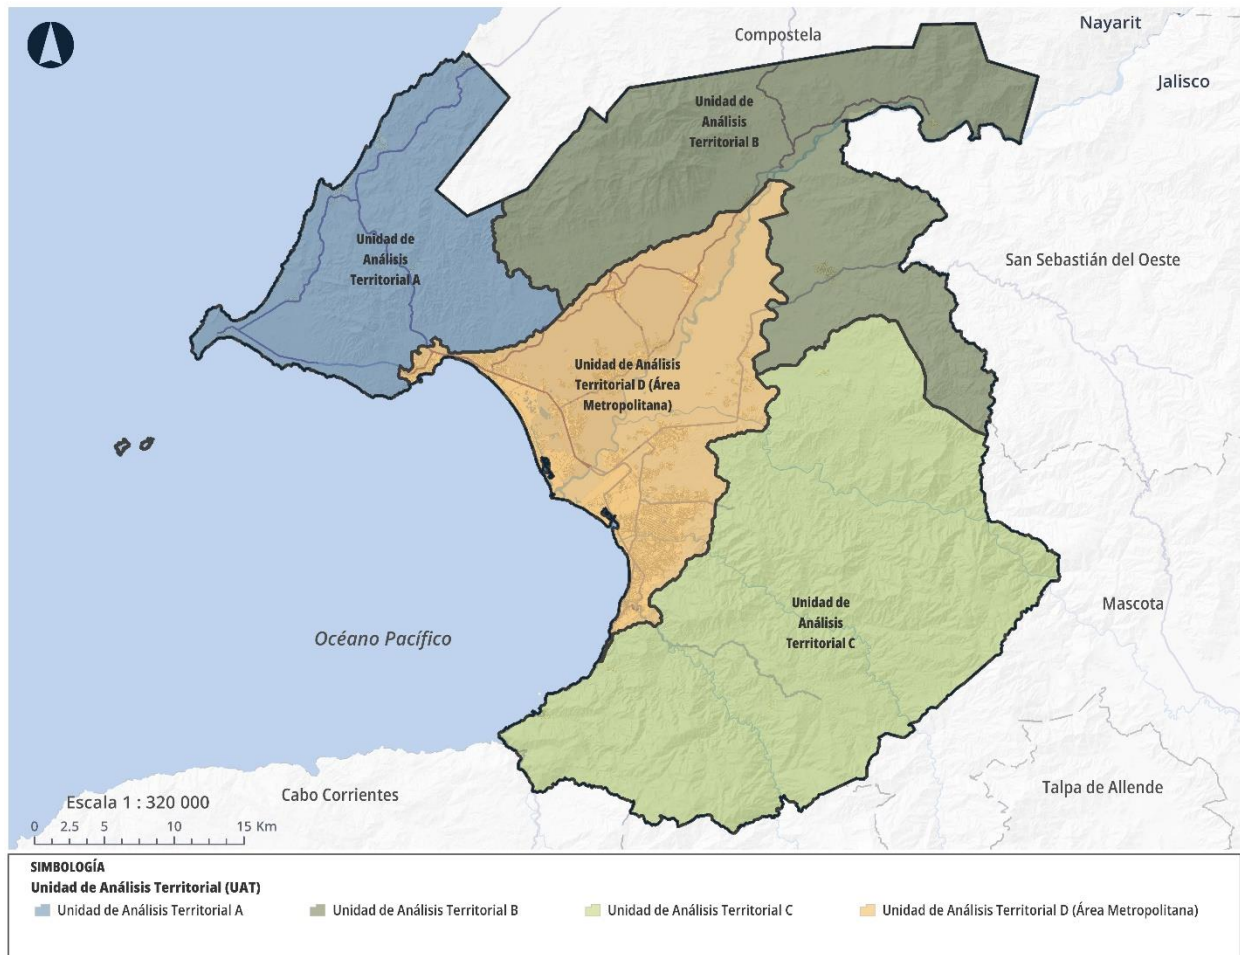 Nayarit
Compostela
Jalisco
Unidad de
Análisis
Territorial B
Unidad de
Análisis
Territorial A
San Sebastián del Oeste
Unidad de Análisis
Territorial D (Área
Metropolitana)
Unidad de
Análisis
Territorial C
Mascota
Océano Pacífico
Talpa de Allende
Cabo Corrientes
Escala 1 : 320 000
0 2.5 5 10 15 Km
SIMBOLOGÍA
Unidad de Análisis Territorial (UAT)
Unidad de Análisis Territorial A Unidad de Análisis Territorial B Unidad de Análisis Territorial C Unidad de Análisis Territorial D (Área Metropolitana)